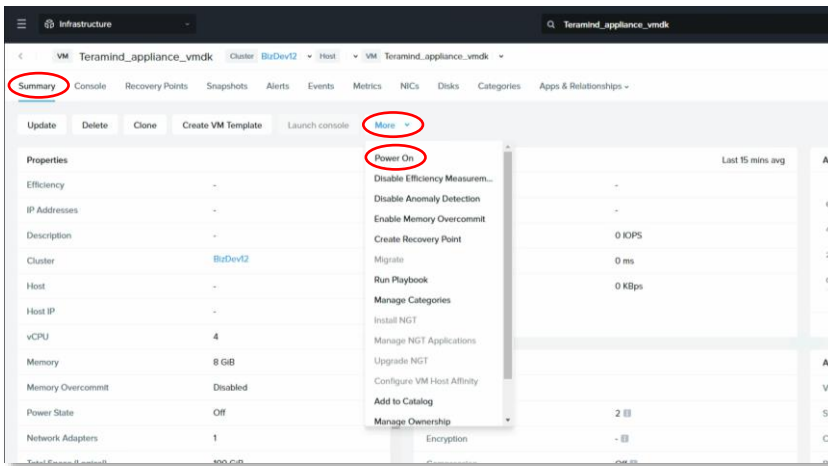 Infrastructure
Teramind_appliance_vmdk
VM Teramind_appliance_vmdk Cluster BizDev12 Host VM Teramind_appliance_vmdk
Summary Console Recovery Points Snapshots Alerts Events Metrics NICs Disks Categories Apps & Relationships
Update Delete Clone Create VM Template Launch console More
Properties
Efficiency -
IP Addresses -
Description -
Cluster BizDev12
Host -
Host IP -
vCPU 4
Memory 8 GiB
Memory Overcommit Disabled
Power State Off
Network Adapters 1
Power On
Disable Efficiency Measurem...
Disable Anomaly Detection
Enable Memory Overcommit
Create Recovery Point
Migrate
Run Playbook
Manage Categories
Install NGT
Manage NGT Applications
Upgrade NGT
Configure VM Host Affinity
Add to Catalog
Manage Ownership
Last 15 mins avg
-
-
0 IOPS
0 ms
0 KBps
2
Encryption -